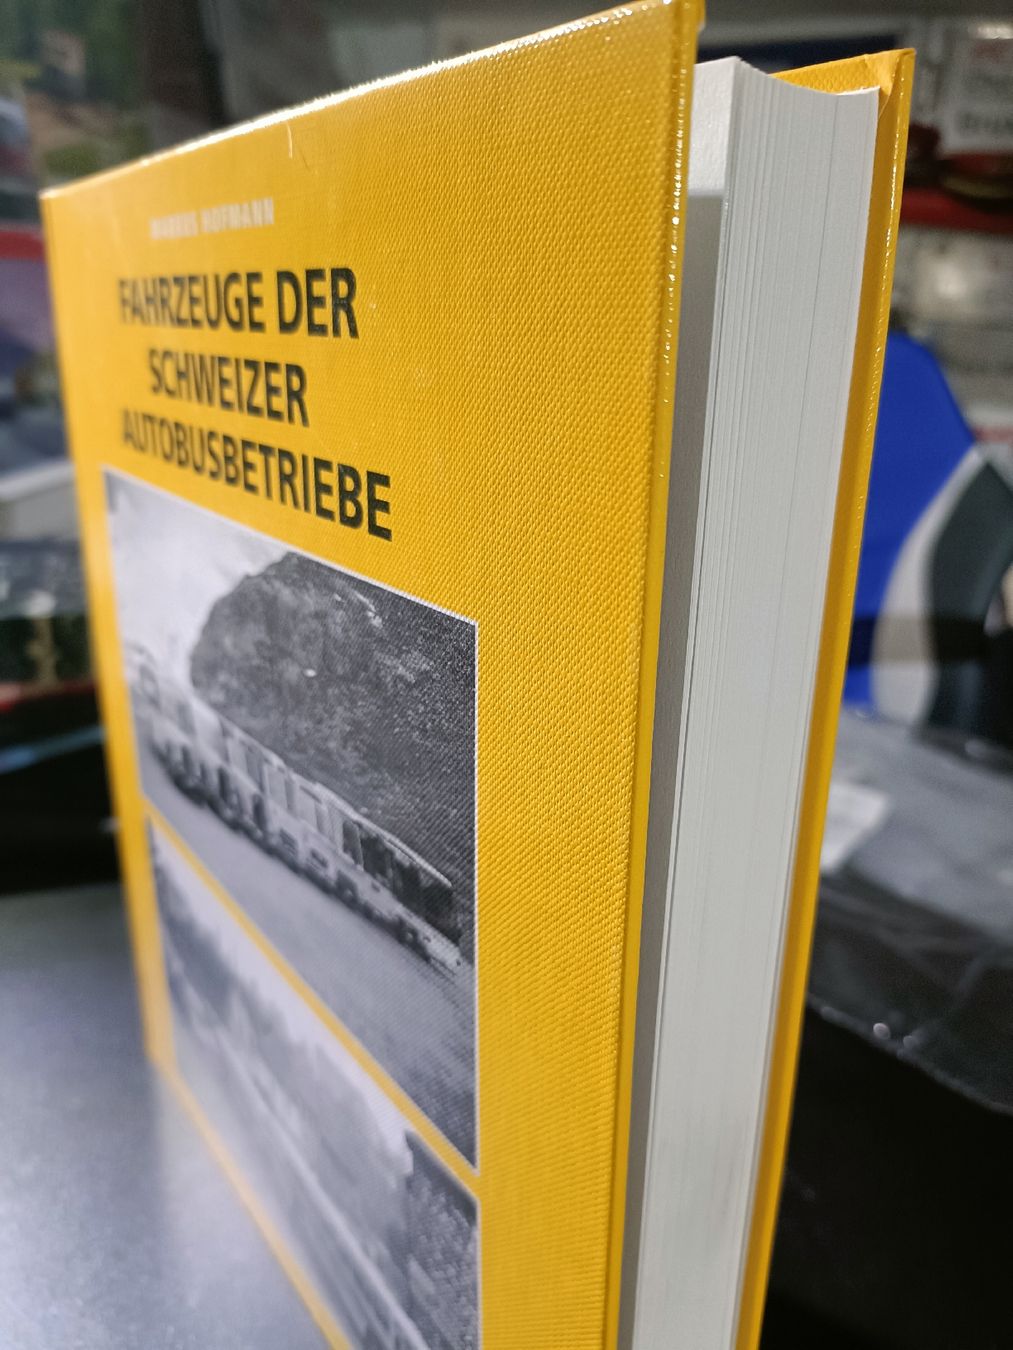 MARKUS HOFMANN
FAHRZEUGE DER
SCHWEIZER
AUTOBUSBETRIEBE